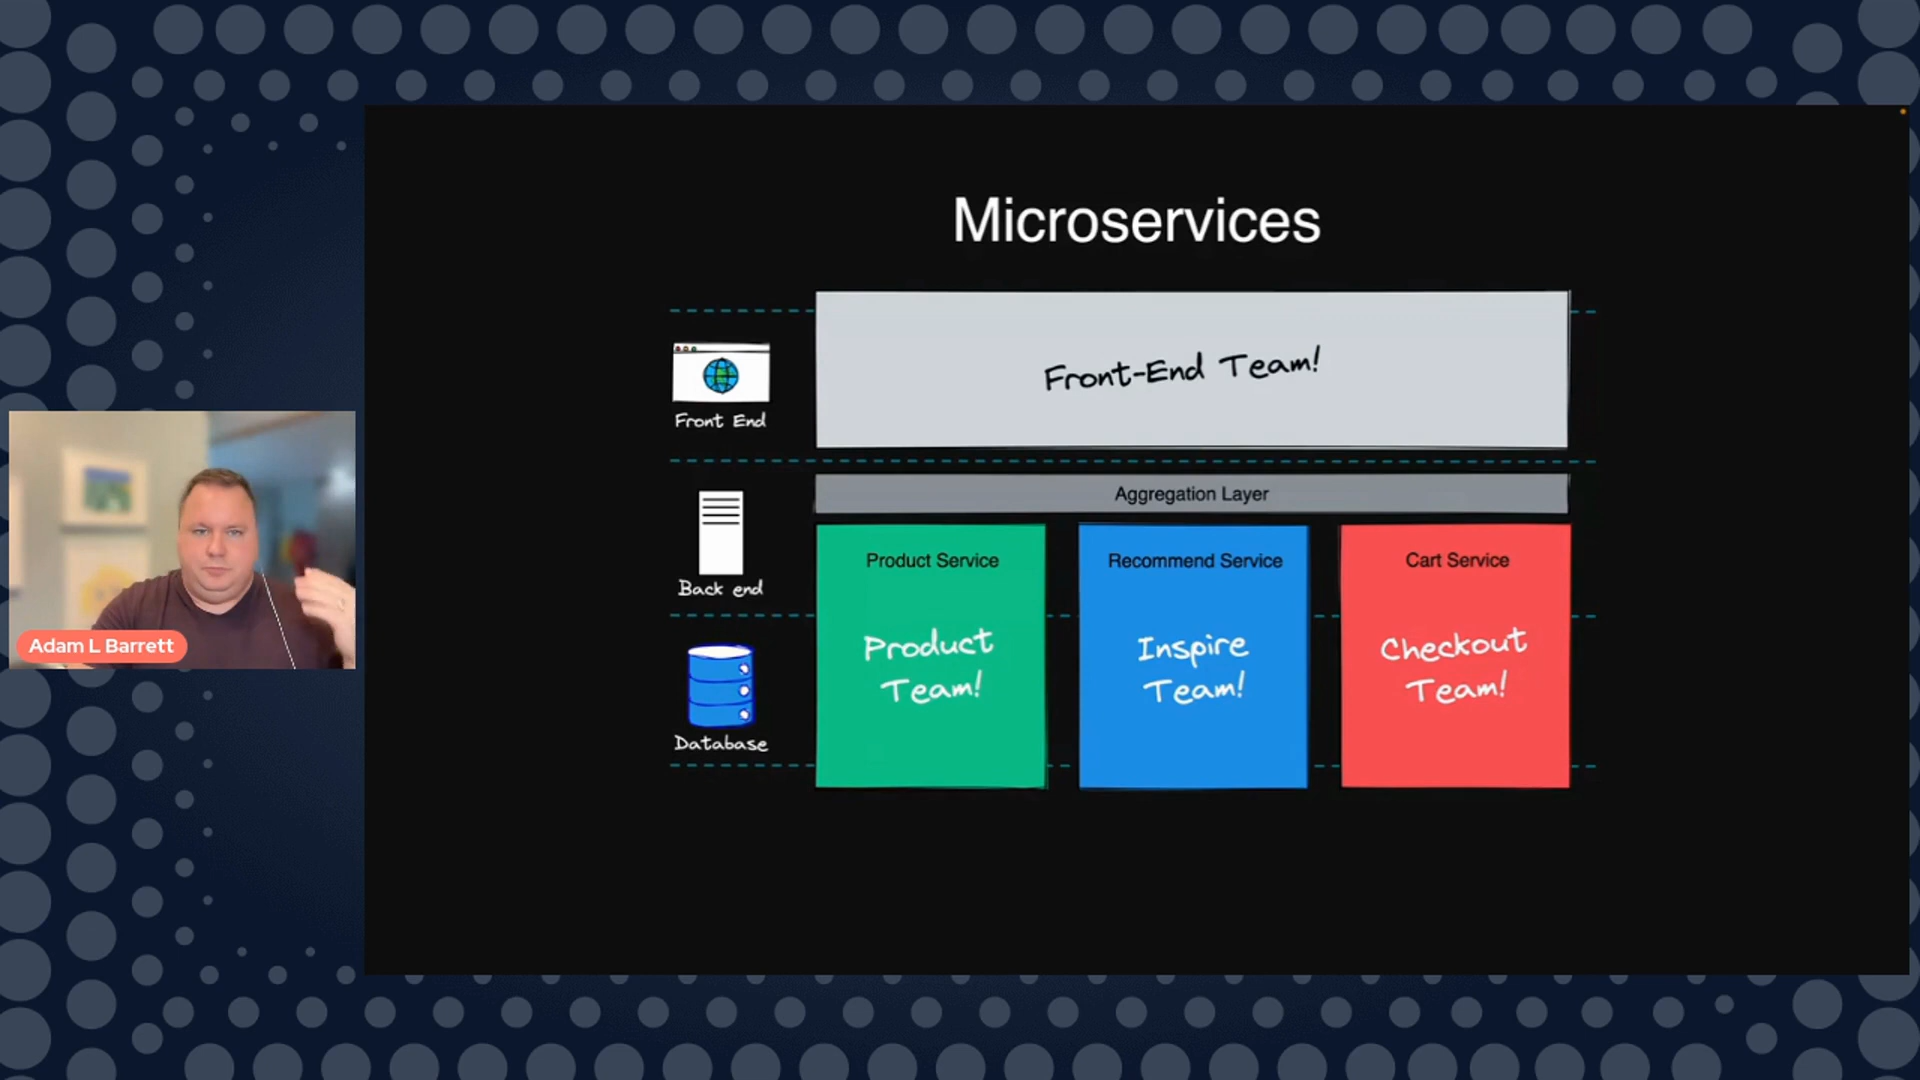 Microservices
Front-End Team!
Front End
Aggregation Layer
Back end
Product Service
Product
Team!
Recommend Service
Inspire
Team!
Cart Service
Checkout
Team!
Database
Adam L Barrett